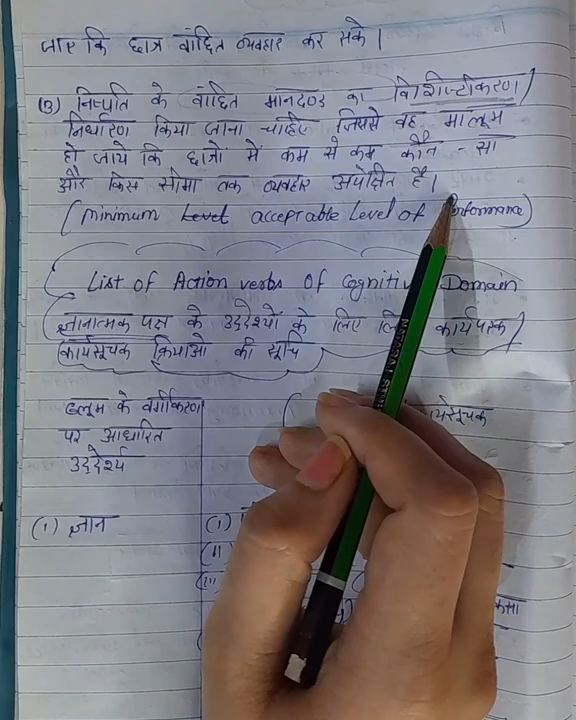 जाए कि छात्र वांछित व्यवहार कर सके।
(3) निष्पति के वांछित मानदण्ड का विशिष्टीकरण/
निर्धारण किया जाना चाहिए जिससे वह मालूम
हो जाये कि छात्रों में कम से कम कौन - सा
और किस सीमा तक व्यवहार अपेक्षित है।
(minimum Level acceptable Level of
List of Action verbs of Cognitive Domain
ज्ञानात्मक पक्ष के उद्देश्यों के लिए कार्यपरक/
कार्यसूचक क्रियाओं की सूचि
ब्लूम के वर्गीकरण
पर आधारित
उद्देश्य
(1) ज्ञान (i)
(ii)